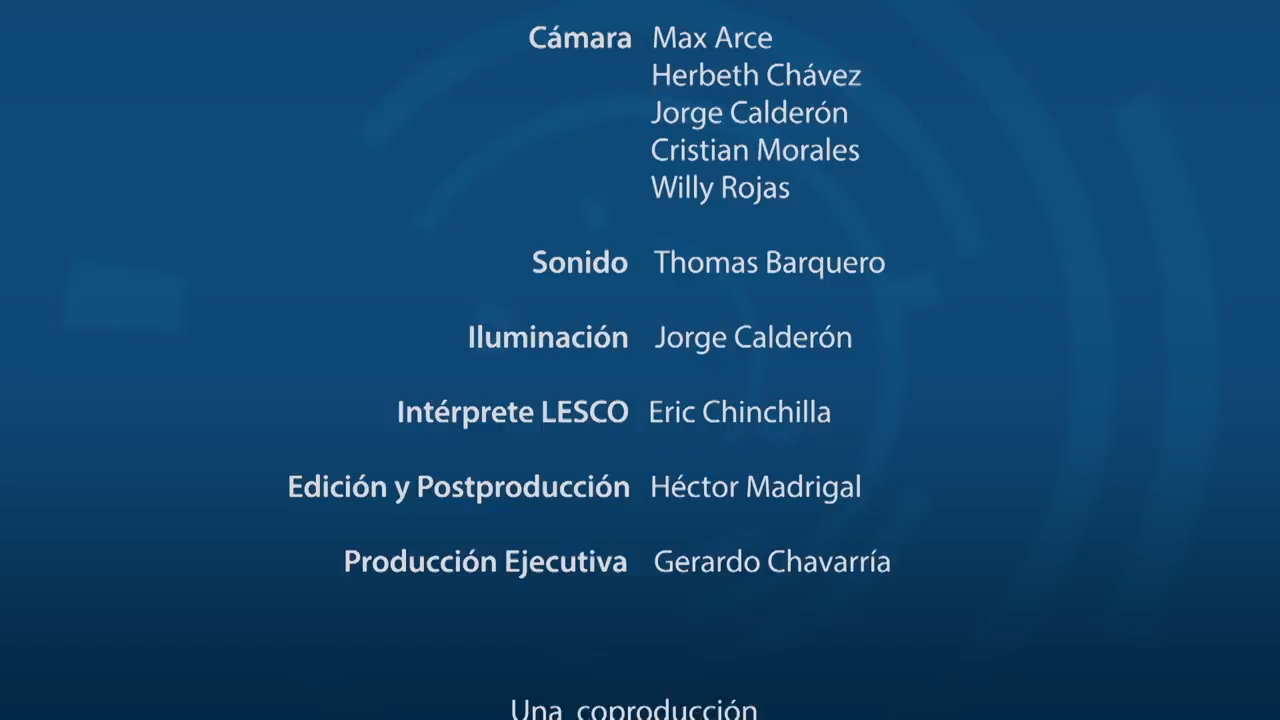 Cámara Max Arce
Herbeth Chávez
Jorge Calderón
Cristian Morales
Willy Rojas
Sonido Thomas Barquero
Iluminación Jorge Calderón
Intérprete LESCO Eric Chinchilla
Edición y Postproducción Héctor Madrigal
Producción Ejecutiva Gerardo Chavarría
Una coproducción